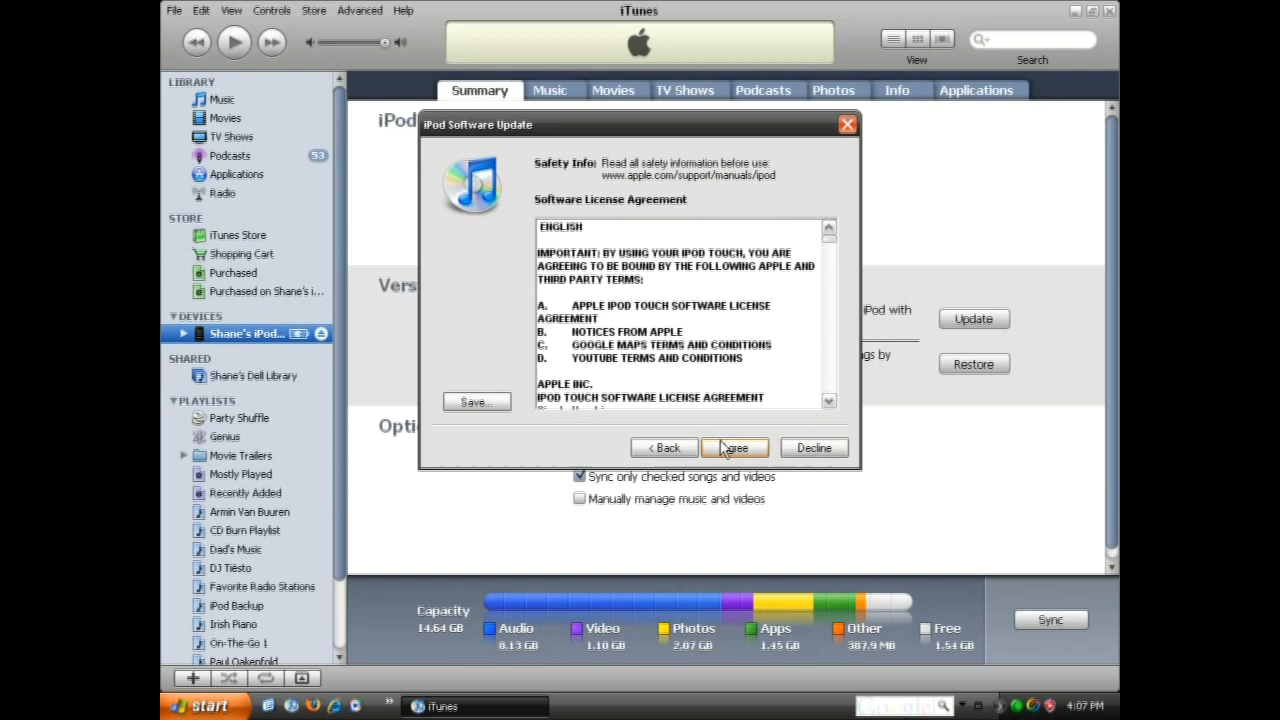 File Edit View Controls Store Advanced Help
iTunes
View
Search
LIBRARY
Music
Movies
TV Shows
Podcasts
53
Applications
Radio
STORE
iTunes Store
Shopping Cart
Purchased
Purchased on Shane's i...
DEVICES
Shane's iPod...
SHARED
Shane's Dell Library
PLAYLISTS
Party Shuffle
Genius
Movie Trailers
Mostly Played
Recently Added
Armin Van Buuren
CD Burn Playlist
Dad's Music
DJ Tiësto
Favorite Radio Stations
iPod Backup
Irish Piano
On-The-Go 1
Paul Oakenfold
Summary Music Movies TV Shows Podcasts Photos Info Applications
iPod
iPod Software Update
Safety Info: Read all safety information before use:
www.apple.com/support/manuals/ipod
Software License Agreement
ENGLISH
IMPORTANT: BY USING YOUR IPOD TOUCH, YOU ARE
AGREEING TO BE BOUND BY THE FOLLOWING APPLE AND
THIRD PARTY TERMS:
A. APPLE IPOD TOUCH SOFTWARE LICENSE
AGREEMENT
B. NOTICES FROM APPLE
C. GOOGLE MAPS TERMS AND CONDITIONS
D. YOUTUBE TERMS AND CONDITIONS
APPLE INC.
IPOD TOUCH SOFTWARE LICENSE AGREEMENT
Save...
< Back Agree Decline
Vers
iPod with
Update
gs by
Restore
Opti
Sync only checked songs and videos
Manually manage music and videos
Capacity
14.64 GB
Audio
8.13 GB
Video
1.10 GB
Photos
2.07 GB
Apps
1.45 GB
Other
387.9 MB
Free
1.54 GB
Sync
start
iTunes
Google
4:07 PM